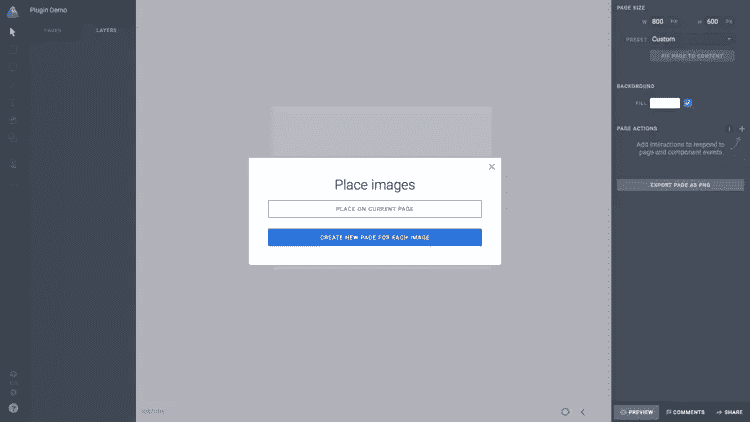 Plugin Demo
PAGES
LAYERS
PAGE SIZE
W 800 PX
H 600 PX
PRESET Custom
FIT PAGE TO CONTENT
BACKGROUND
FILL
PAGE ACTIONS
Add interactions to respond to
page and component events.
EXPORT PAGE AS PNG
Place images
PLACE ON CURRENT PAGE
CREATE NEW PAGE FOR EACH IMAGE
PREVIEW
COMMENTS
SHARE